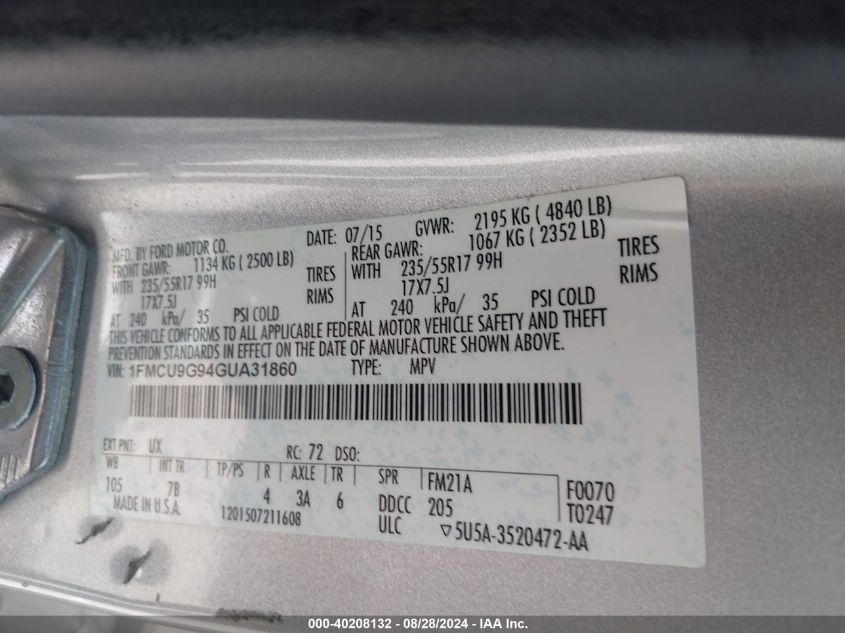 MFD. BY FORD MOTOR CO. DATE: 07/15 GVWR: 2195 KG ( 4840 LB)
FRONT GAWR: 1134 KG ( 2500 LB) REAR GAWR: 1067 KG ( 2352 LB)
WITH 235/55R17 99H TIRES WITH 235/55R17 99H TIRES
17X7.5J RIMS 17X7.5J RIMS
AT 240 kPa/ 35 PSI COLD AT 240 kPa/ 35 PSI COLD
THIS VEHICLE CONFORMS TO ALL APPLICABLE FEDERAL MOTOR VEHICLE SAFETY AND THEFT
PREVENTION STANDARDS IN EFFECT ON THE DATE OF MANUFACTURE SHOWN ABOVE.
VIN: 1FMCU9G94GUA31860 TYPE: MPV
EXT PNT: UX RC: 72 DSO:
WB INT TR TP/PS R AXLE TR SPR FM21A F0070
105 7B 4 3A 6 DDCC 205 T0247
MADE IN U.S.A. 1201507211608 ULC ▽5U5A-3520472-AA
000-40208132 - 08/28/2024 - IAA Inc.